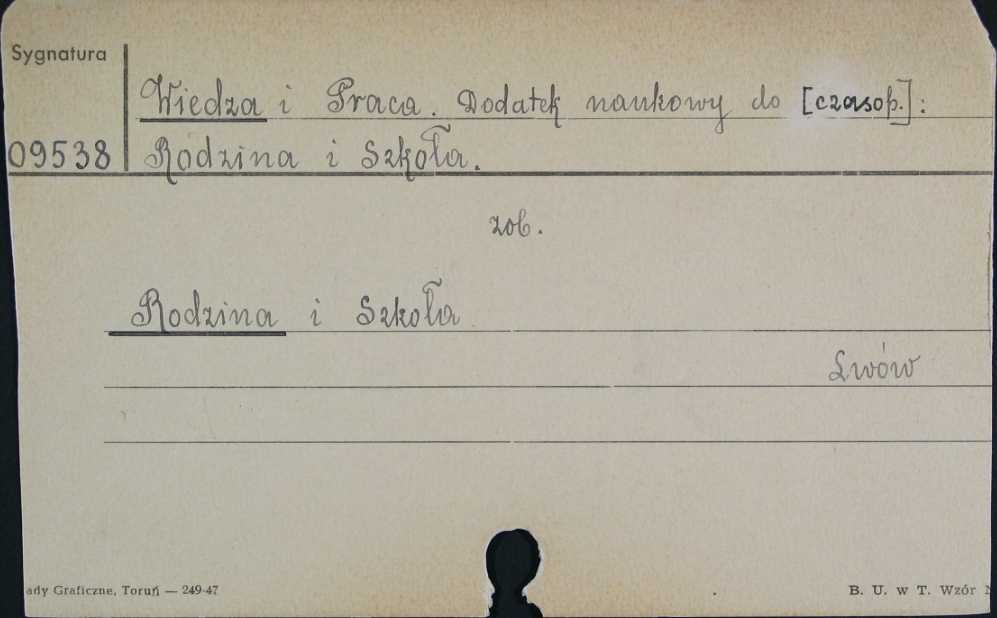 Sygnatura
Wiedza i Praca. Dodatek naukowy do [czasop.]:
09538 Rodzina i Szkoła.
zob.
Rodzina i Szkoła
Lwów
ady Graficzne, Toruń — 249-47
B. U. w T. Wzór